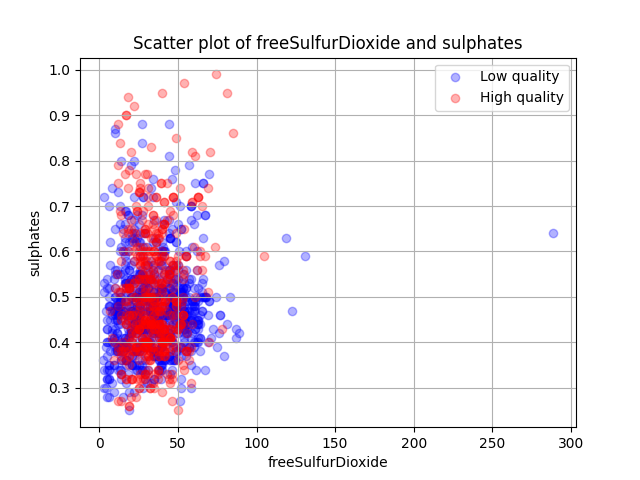 Scatter plot of freeSulfurDioxide and sulphates
Low quality
High quality
1.0
0.9
0.8
0.7
0.6
0.5
0.4
0.3
sulphates
0 50 100 150 200 250 300
freeSulfurDioxide